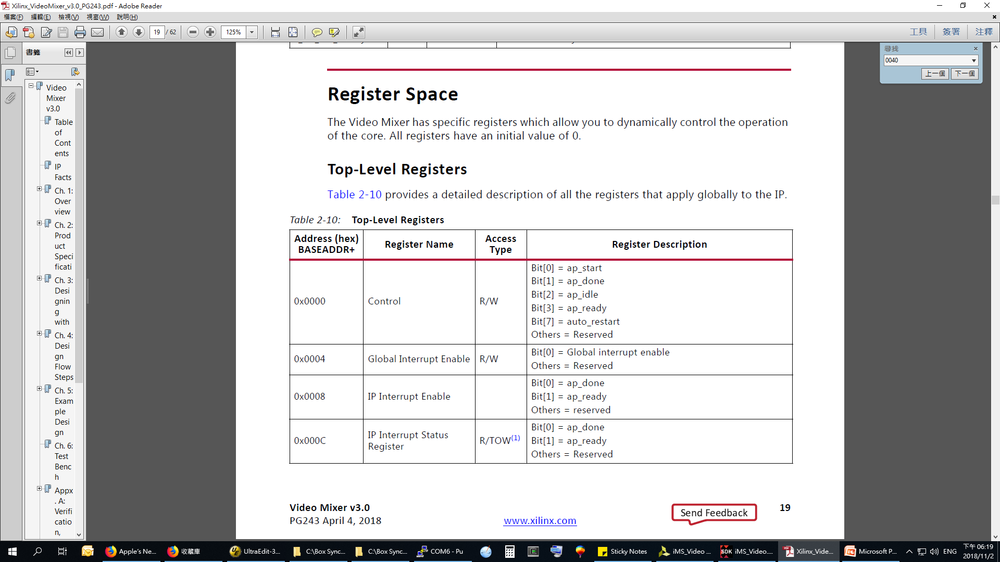 Xilinx_VideoMixer_v3.0_PG243.pdf - Adobe Reader
檔案(F) 編輯(E) 檢視(V) 視窗(W) 說明(H)
19 / 62 125% 工具 簽署 注釋
書籤
Video
Mixer
v3.0
Table
of
Cont
ents
IP
Facts
Ch. 1:
Over
view
Ch. 2:
Prod
uct
Speci
ficati
Ch. 3:
Desi
gnin
g
with
Ch. 4:
Desi
gn
Flow
Steps
Ch. 5:
Exam
ple
Desi
gn
Ch. 6:
Test
Benc
h
Appx
. A:
Verifi
catio
n,
尋找
0040
上一個 下一個
Register Space
The Video Mixer has specific registers which allow you to dynamically control the operation
of the core. All registers have an initial value of 0.
Top-Level Registers
Table 2-10 provides a detailed description of all the registers that apply globally to the IP.
Table 2-10: Top-Level Registers
Address (hex)
BASEADDR+
Register Name
Access
Type
Register Description
0x0000
Control
R/W
Bit[0] = ap_start
Bit[1] = ap_done
Bit[2] = ap_idle
Bit[3] = ap_ready
Bit[7] = auto_restart
Others = Reserved
0x0004
Global Interrupt Enable
R/W
Bit[0] = Global interrupt enable
Others = Reserved
0x0008
IP Interrupt Enable
Bit[0] = ap_done
Bit[1] = ap_ready
Others = reserved
0x000C
IP Interrupt Status
Register
R/TOW(1)
Bit[0] = ap_done
Bit[1] = ap_ready
Others = Reserved
Video Mixer v3.0
PG243 April 4, 2018
www.xilinx.com
Send Feedback
19
Apple's Ne...
收藏庫
UltraEdit-3...
C:\Box Sync...
C:\Box Sync...
COM6 - Pu
Sticky Notes
iMS_Video ...
SDK iMS_Video....
Xilinx_Vide...
Microsoft P...
ENG
下午 06:19
2018/11/2